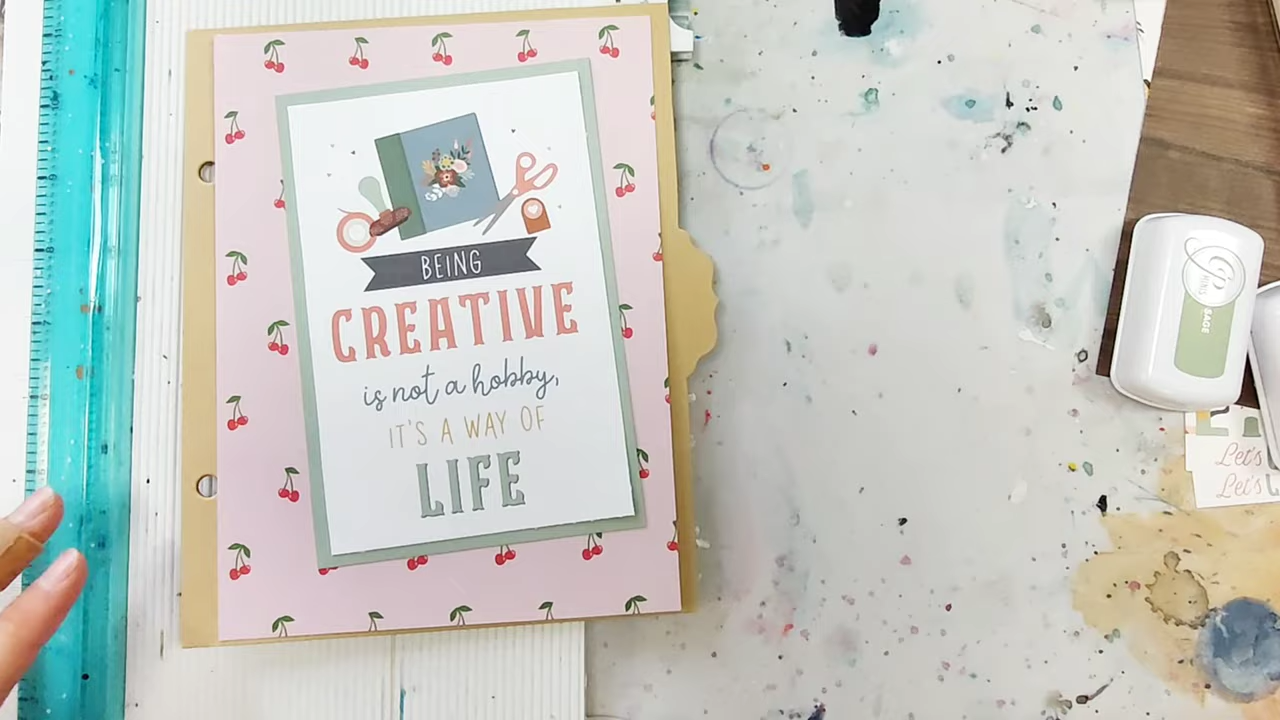 BEING
CREATIVE
is not a hobby,
IT'S A WAY OF
LIFE
SAGE
Let's
Let's